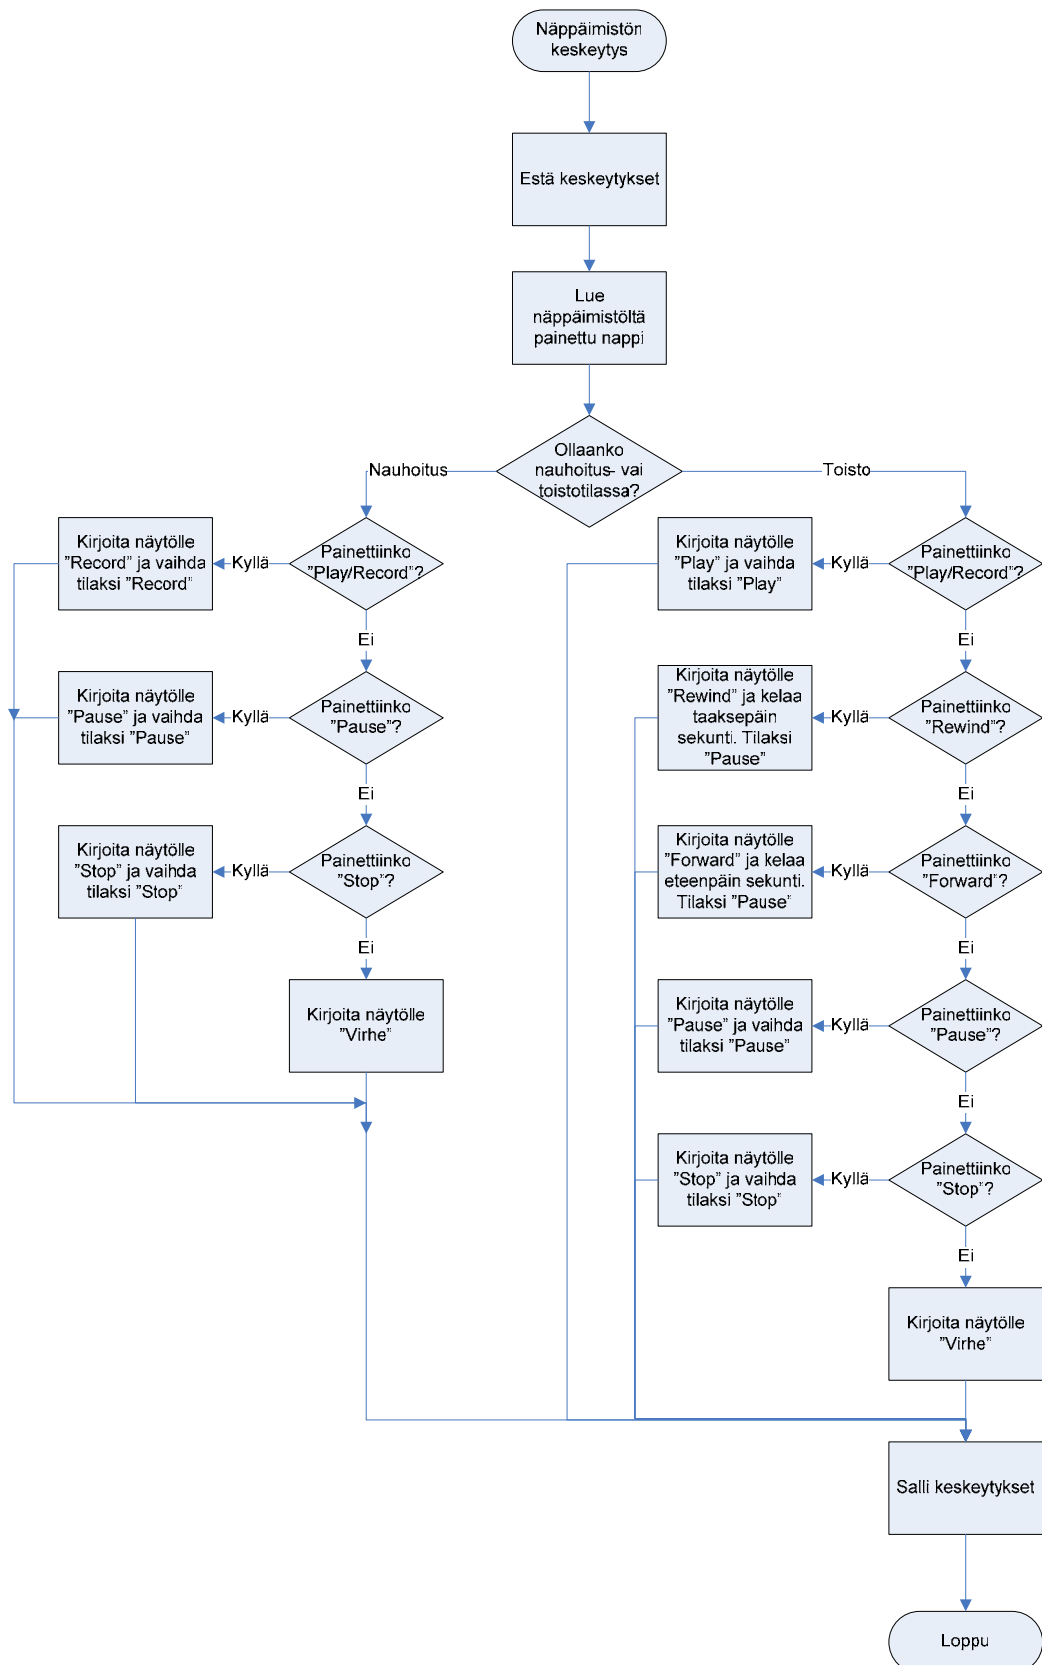 Näppäimistön
keskeytys
Estä keskeytykset
Lue
näppäimistöltä
painettu nappi
Ollaanko
nauhoitus- vai
toistotilassa?
Nauhoitus
Toisto
Kirjoita näytölle
"Record" ja vaihda
tilaksi "Record"
Kyllä
Painettiinko
"Play/Record"?
Kirjoita näytölle
"Play" ja vaihda
tilaksi "Play"
Kyllä
Painettiinko
"Play/Record"?
Ei
Ei
Kirjoita näytölle
"Pause" ja vaihda
tilaksi "Pause"
Kyllä
Painettiinko
"Pause"?
Kirjoita näytölle
"Rewind" ja kelaa
taaksepäin
sekunti. Tilaksi
"Pause"
Kyllä
Painettiinko
"Rewind"?
Ei
Ei
Kirjoita näytölle
"Stop" ja vaihda
tilaksi "Stop"
Kyllä
Painettiinko
"Stop"?
Kirjoita näytölle
"Forward" ja kelaa
eteenpäin sekunti.
Tilaksi "Pause"
Kyllä
Painettiinko
"Forward"?
Ei
Ei
Kirjoita näytölle
"Virhe"
Kirjoita näytölle
"Pause" ja vaihda
tilaksi "Pause"
Kyllä
Painettiinko
"Pause"?
Ei
Kirjoita näytölle
"Stop" ja vaihda
tilaksi "Stop"
Kyllä
Painettiinko
"Stop"?
Ei
Kirjoita näytölle
"Virhe"
Salli keskeytykset
Loppu